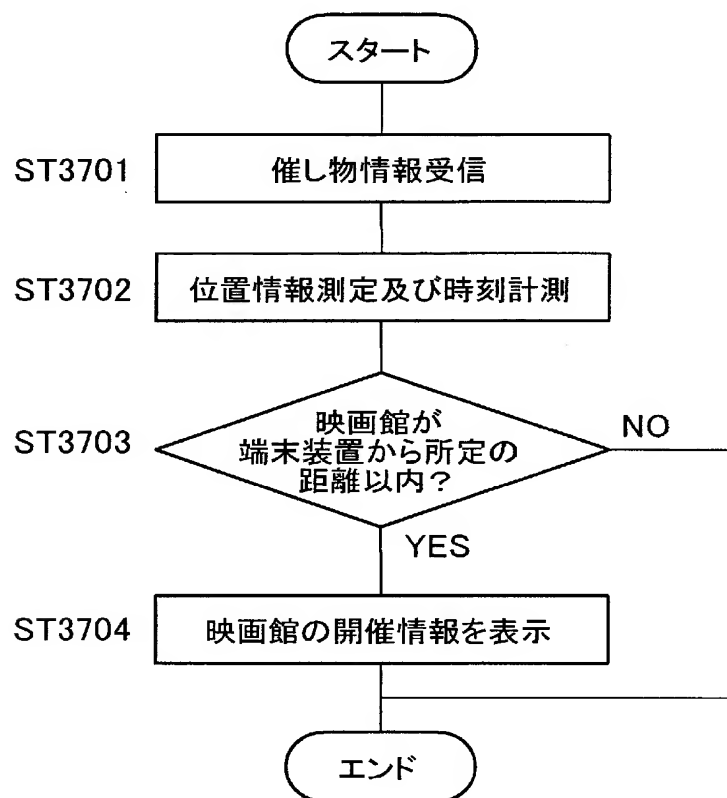 スタート
ST3701
催し物情報受信
ST3702
位置情報測定及び時刻計測
ST3703
映画館が
端末装置から所定の
距離以内?
NO
YES
ST3704
映画館の開催情報を表示
エンド